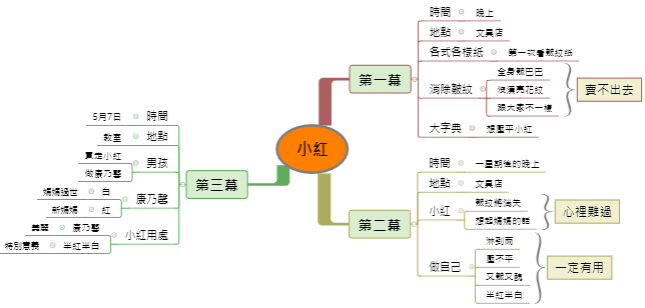 小紅
第一幕
時間
晚上
地點
文具店
各式各樣紙
第一次看皺紋紙
消除皺紋
全身皺巴巴
沒漂亮花紋
跟大家不一樣
賣不出去
大字典
想壓平小紅
第二幕
時間
一星期後的晚上
地點
文具店
小紅
皺紋將消失
想起媽媽的話
心裡難過
做自己
淋到雨
壓不平
又皺又醜
半紅半白
一定有用
第三幕
時間
5月7日
地點
教室
男孩
買走小紅
做康乃馨
康乃馨
白
媽媽過世
紅
新媽媽
小紅用處
康乃馨
美麗
半紅半白
特別意義